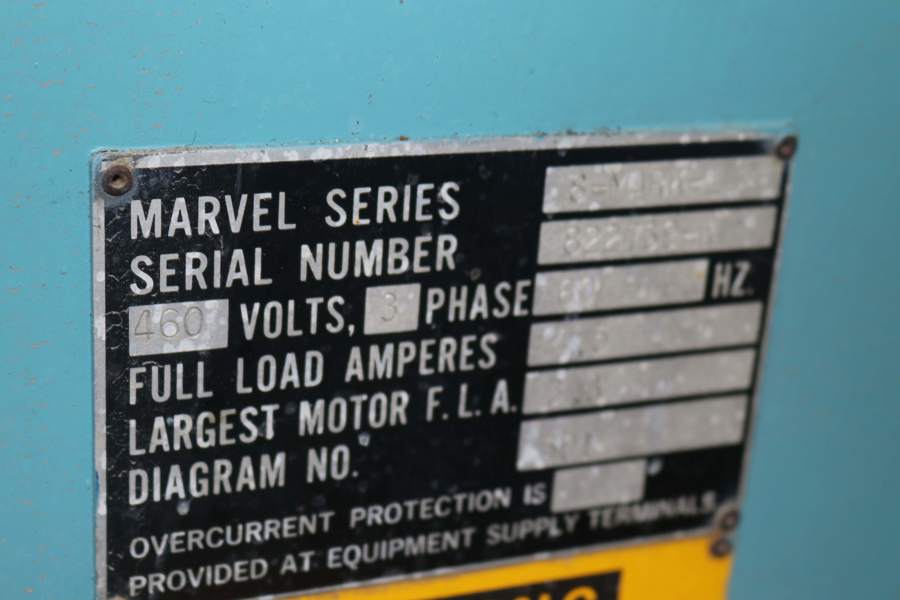 MARVEL SERIES
SERIAL NUMBER
460 VOLTS, 3 PHASE HZ.
FULL LOAD AMPERES
LARGEST MOTOR F.L.A.
DIAGRAM NO.
OVERCURRENT PROTECTION IS
PROVIDED AT EQUIPMENT SUPPLY TERMINALS